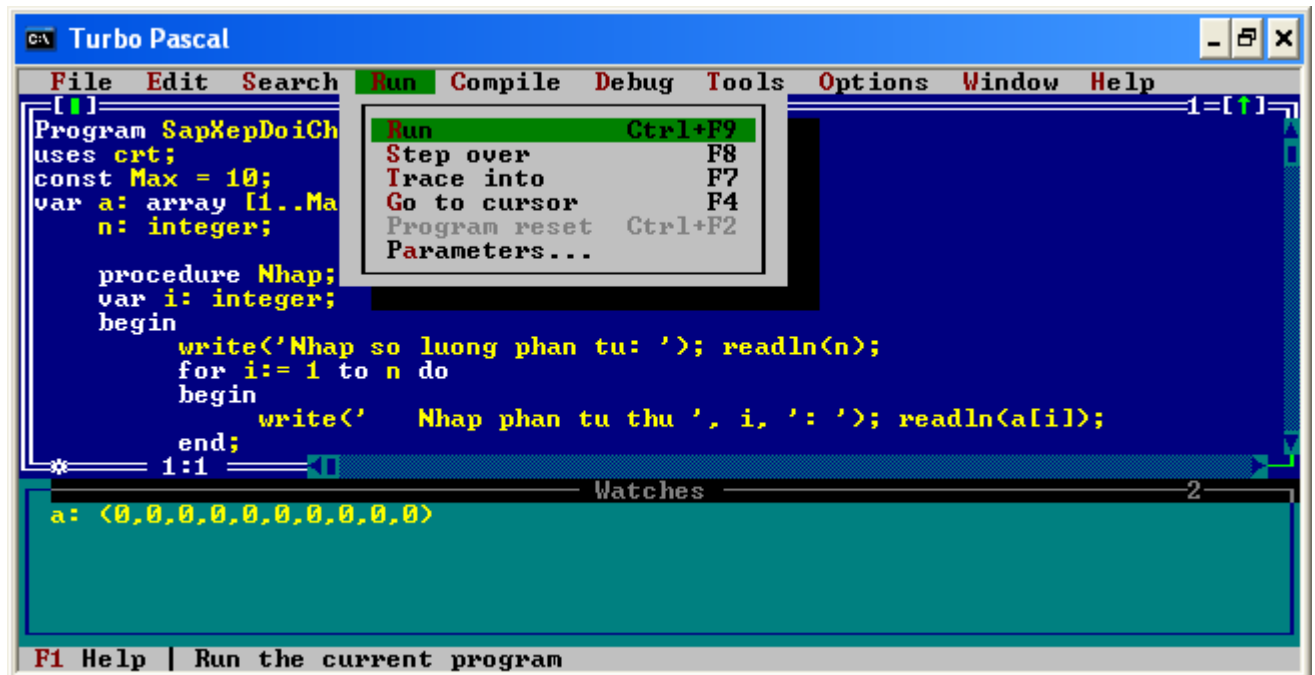 Turbo Pascal
File Edit Search Run Compile Debug Tools Options Window Help
1=[↑]
Program SapXepDoiCh
uses crt;
const Max = 10;
var a: array [1..Ma
n: integer;
procedure Nhap;
var i: integer;
begin
write('Nhap so luong phan tu: '); readln(n);
for i:= 1 to n do
begin
write('   Nhap phan tu thu ', i, ': '); readln(a[i]);
end;
Run Ctrl+F9
Step over F8
Trace into F7
Go to cursor F4
Program reset Ctrl+F2
Parameters...
1:1
Watches 2
a: (0,0,0,0,0,0,0,0,0,0)
F1 Help | Run the current program